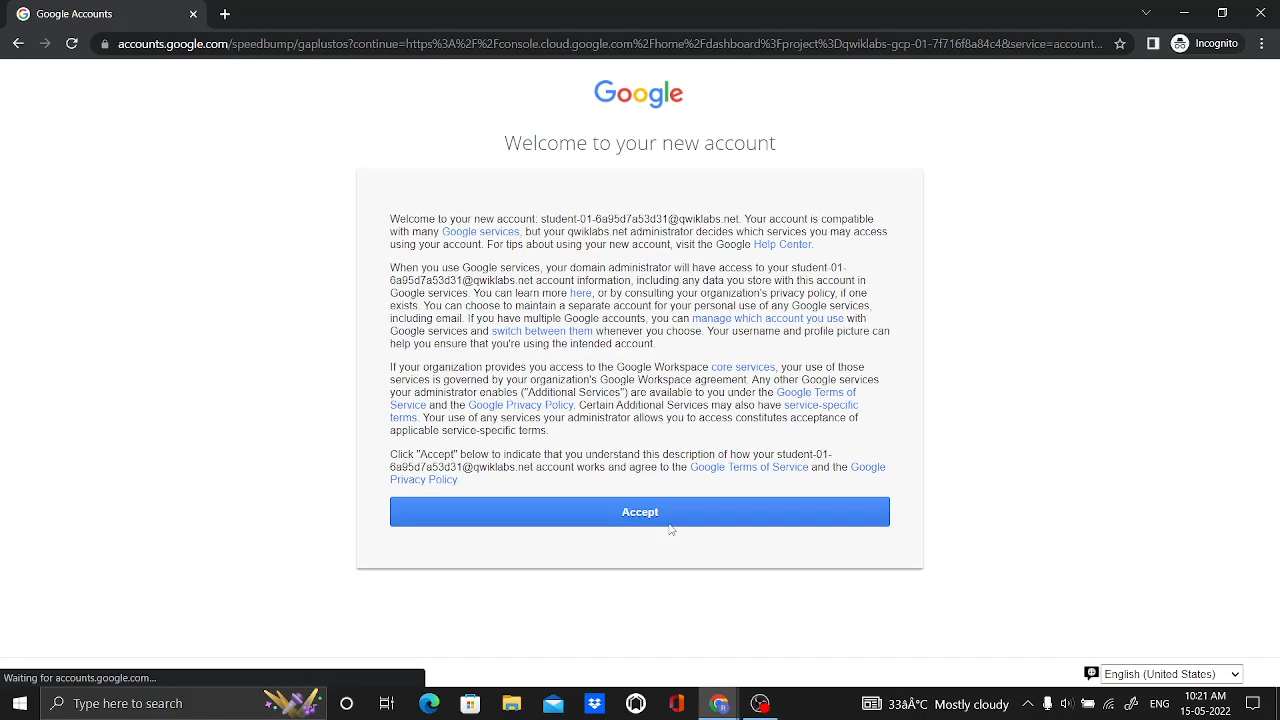 Google Accounts
accounts.google.com/speedbump/gaplustos?continue=https%3A%2F%2Fconsole.cloud.google.com%2Fhome%2Fdashboard%3Fproject%3Dqwiklabs-gcp-01-7f716f8a84c4&service=account...
Incognito
Google
Welcome to your new account
Welcome to your new account: student-01-6a95d7a53d31@qwiklabs.net. Your account is compatible
with many Google services, but your qwiklabs.net administrator decides which services you may access
using your account. For tips about using your new account, visit the Google Help Center.
When you use Google services, your domain administrator will have access to your student-01-
6a95d7a53d31@qwiklabs.net account information, including any data you store with this account in
Google services. You can learn more here, or by consulting your organization's privacy policy, if one
exists. You can choose to maintain a separate account for your personal use of any Google services,
including email. If you have multiple Google accounts, you can manage which account you use with
Google services and switch between them whenever you choose. Your username and profile picture can
help you ensure that you're using the intended account.
If your organization provides you access to the Google Workspace core services, your use of those
services is governed by your organization's Google Workspace agreement. Any other Google services
your administrator enables ("Additional Services") are available to you under the Google Terms of
Service and the Google Privacy Policy. Certain Additional Services may also have service-specific
terms. Your use of any services your administrator allows you to access constitutes acceptance of
applicable service-specific terms.
Click "Accept" below to indicate that you understand this description of how your student-01-
6a95d7a53d31@qwiklabs.net account works and agree to the Google Terms of Service and the Google
Privacy Policy.
Accept
Waiting for accounts.google.com...
English (United States)
Type here to search
33â°C Mostly cloudy
ENG
10:21 AM
15-05-2022